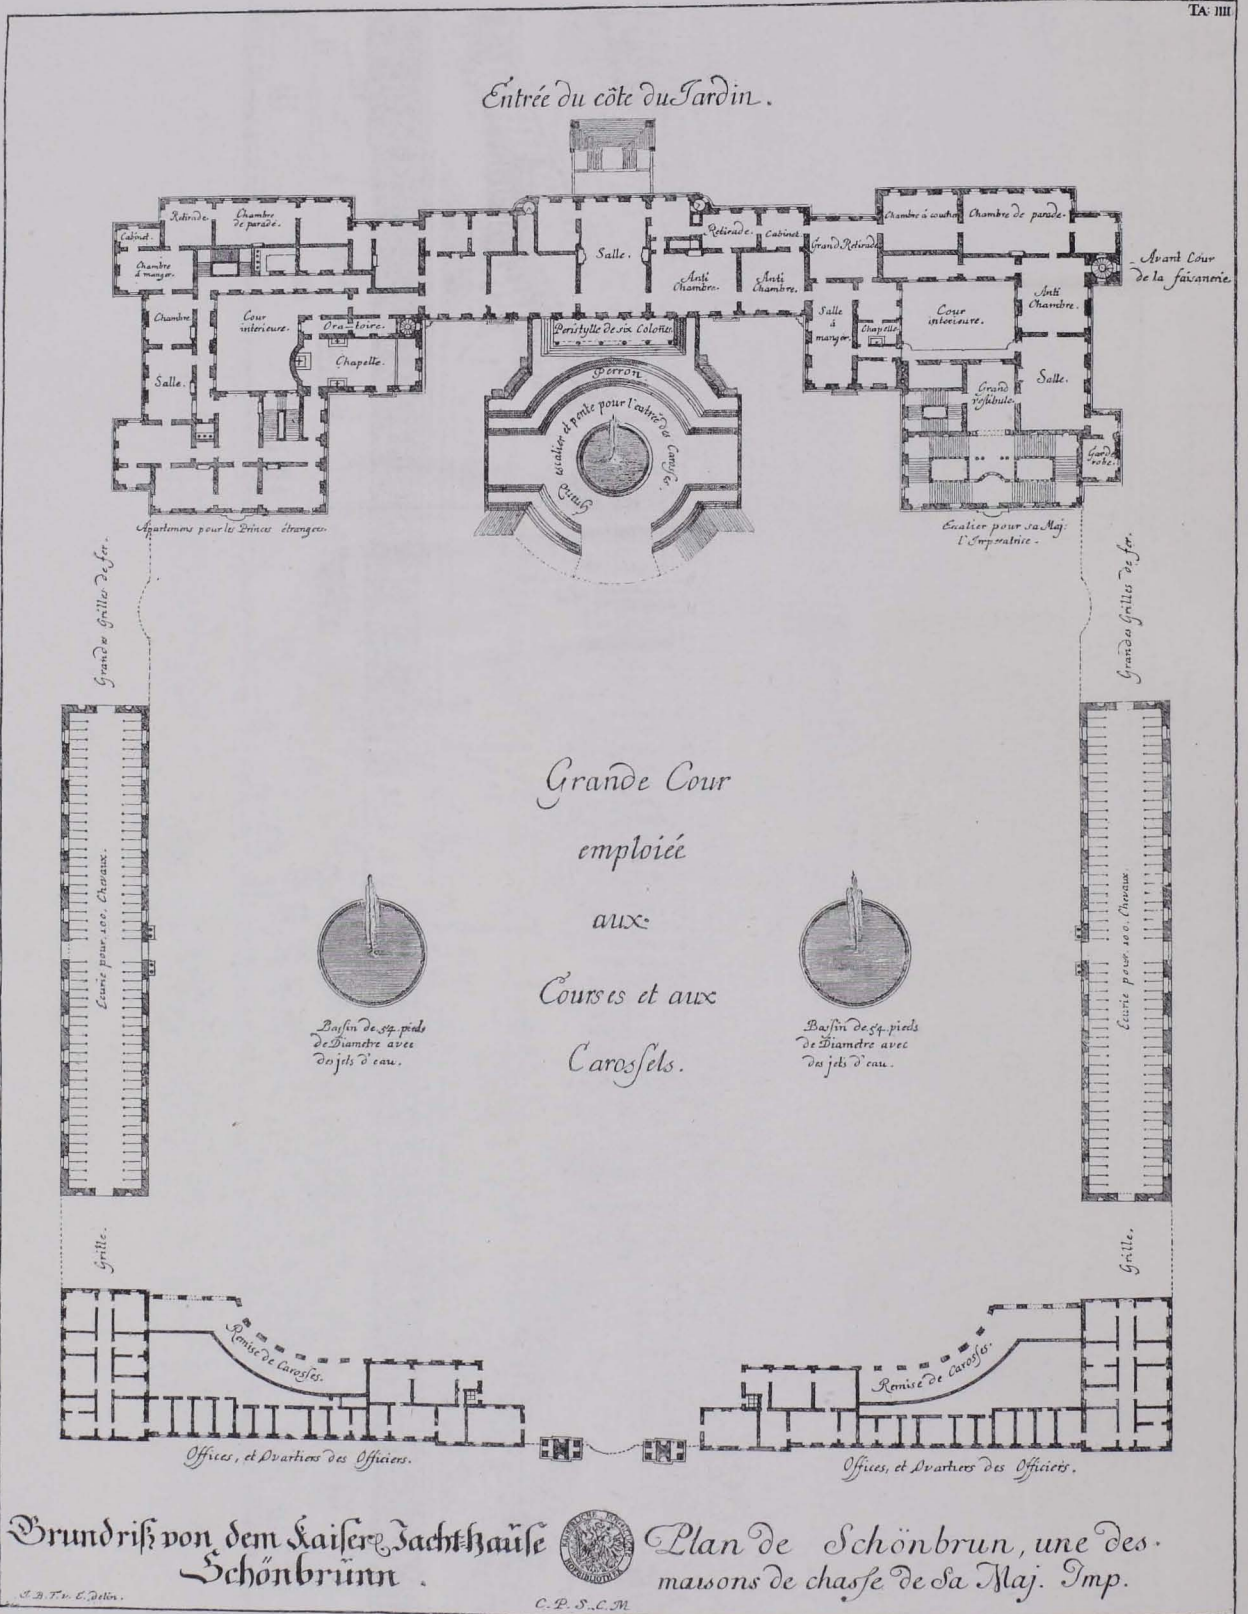 TA: IIII
Entrée du côte du Jardin.
Retirade.
Chambre
de parade.
Cabinet.
Chambre
à manger.
Chambre
Salle.
Cour
interieure.
Oratoire.
Chapelle.
Salle.
Retirade.
Cabinet
Anti
Chambre.
Anti
Chambre.
Grand Retirade
Chambre à coucher
Chambre de parade.
Avant Cour
de la faisanerie
Salle
à
manger.
Chapelle
Cour
interieure.
Anti
Chambre.
Salle.
Grand
vestibule.
Garde
robe.
Peristylle de six Coloñes.
Perron.
Grand escalier et pente pour l'entrée des Carosses.
Apartemens pour les Princes étrangers.
Escalier pour sa Maj:
l'Imperatrice.
Grandes Grilles de fer.
Grandes Grilles de fer.
Grande Cour
emploiéé
aux
Courses et aux
Carossels.
Ecurie pour 100. Chevaux.
Ecurie pour 100. Chevaux.
Bassin de 54. pieds
de Diametre avec
des jets d'eau.
Bassin de 54. pieds
de Diametre avec
des jets d'eau.
Grille.
Grille.
Remise de Carosses.
Remise de Carosses.
Offices, et Quartiers des Officiers.
Offices, et Quartiers des Officiers.
Grundriß von dem Kaiserl. Jachthauße
Schönbrünn.
Plan de Schönbrun, une des
maisons de chasse de Sa Maj. Imp.
J. B. F. v. E. delin.
C. P. S. C. M